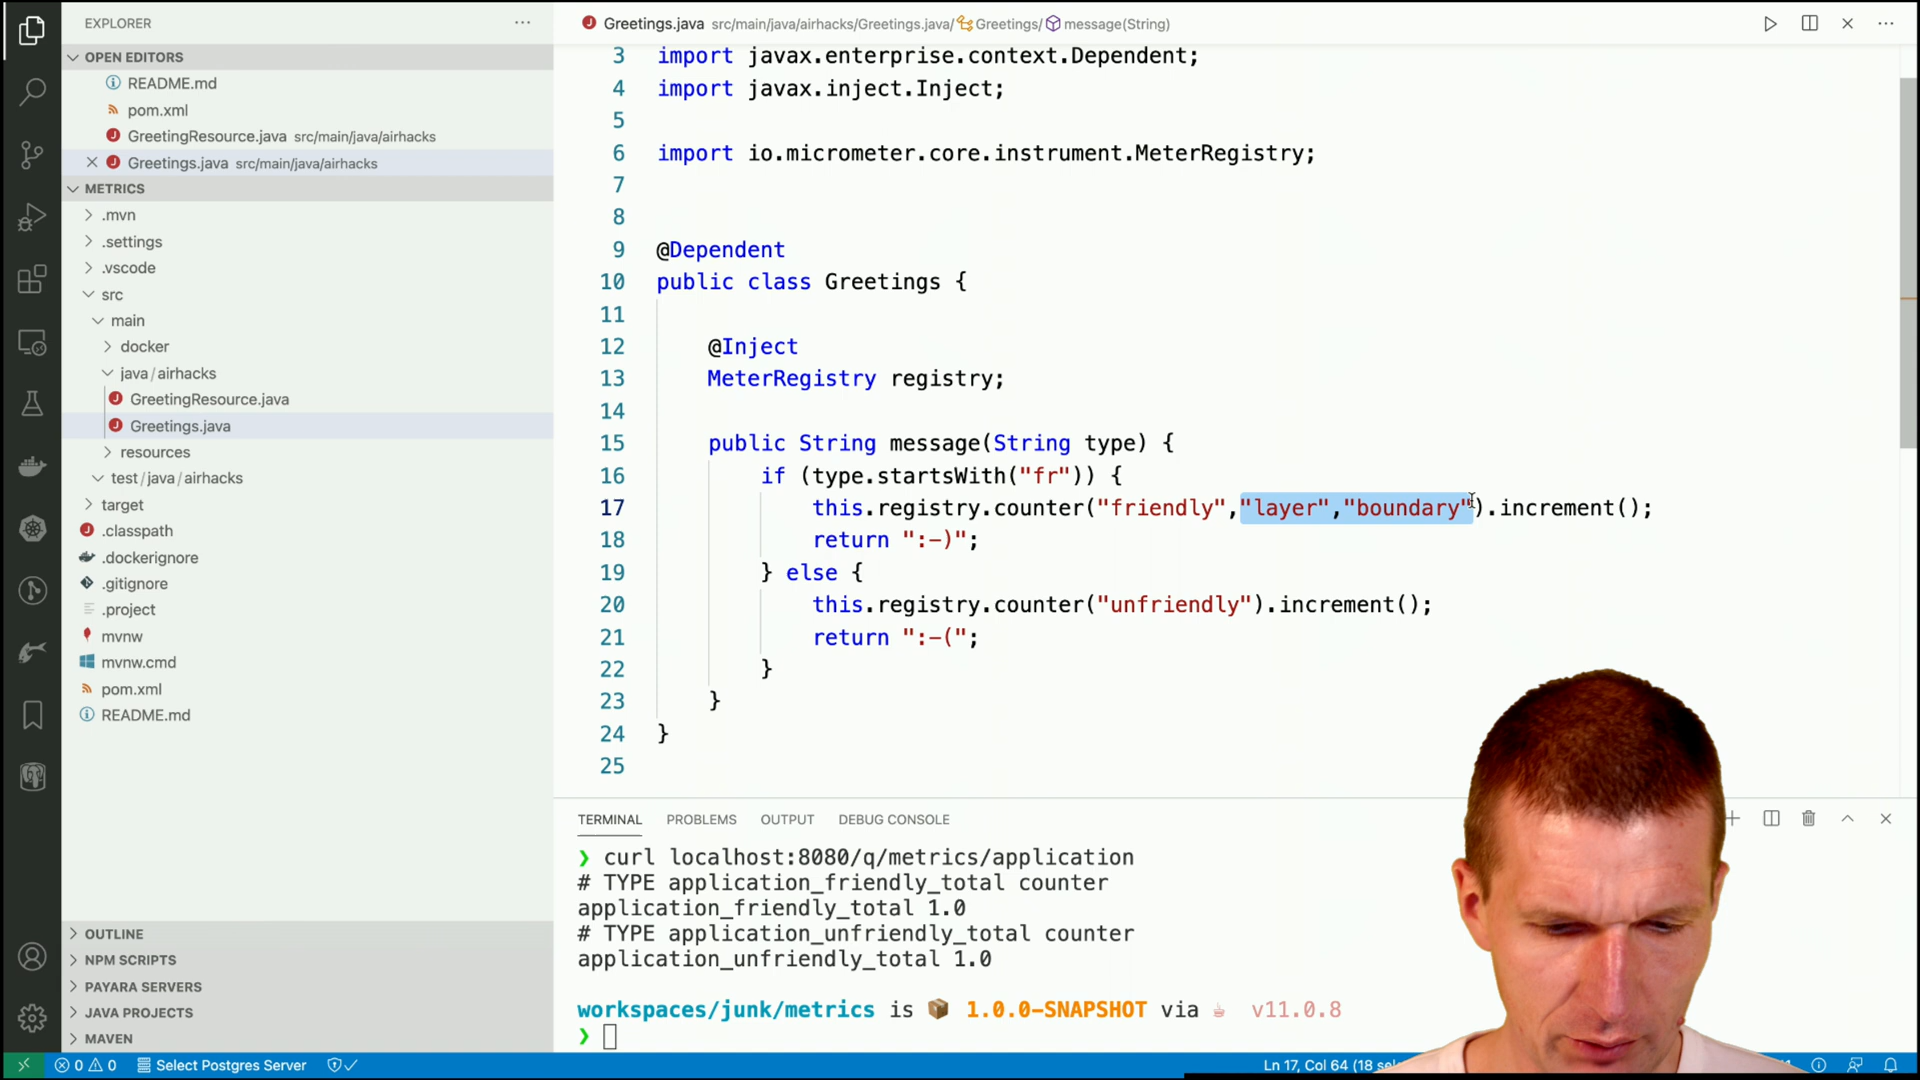 EXPLORER
OPEN EDITORS
README.md
pom.xml
GreetingResource.java src/main/java/airhacks
Greetings.java src/main/java/airhacks
METRICS
.mvn
.settings
.vscode
src
main
docker
java / airhacks
GreetingResource.java
Greetings.java
resources
test / java / airhacks
target
.classpath
.dockerignore
.gitignore
.project
mvnw
mvnw.cmd
pom.xml
README.md
OUTLINE
NPM SCRIPTS
PAYARA SERVERS
JAVA PROJECTS
MAVEN
Greetings.java src/main/java/airhacks/Greetings.java/ Greetings/ message(String)
3 import javax.enterprise.context.Dependent;
4 import javax.inject.Inject;
5
6 import io.micrometer.core.instrument.MeterRegistry;
7
8
9 @Dependent
10 public class Greetings {
11
12 @Inject
13 MeterRegistry registry;
14
15 public String message(String type) {
16 if (type.startsWith("fr")) {
17 this.registry.counter("friendly","layer","boundary").increment();
18 return ":-)";
19 } else {
20 this.registry.counter("unfriendly").increment();
21 return ":-(";
22 }
23 }
24 }
25
TERMINAL PROBLEMS OUTPUT DEBUG CONSOLE
❯ curl localhost:8080/q/metrics/application
# TYPE application_friendly_total counter
application_friendly_total 1.0
# TYPE application_unfriendly_total counter
application_unfriendly_total 1.0
workspaces/junk/metrics is 📦 1.0.0-SNAPSHOT via ☕ v11.0.8
❯
0 0 Select Postgres Server
Ln 17, Col 64 (18